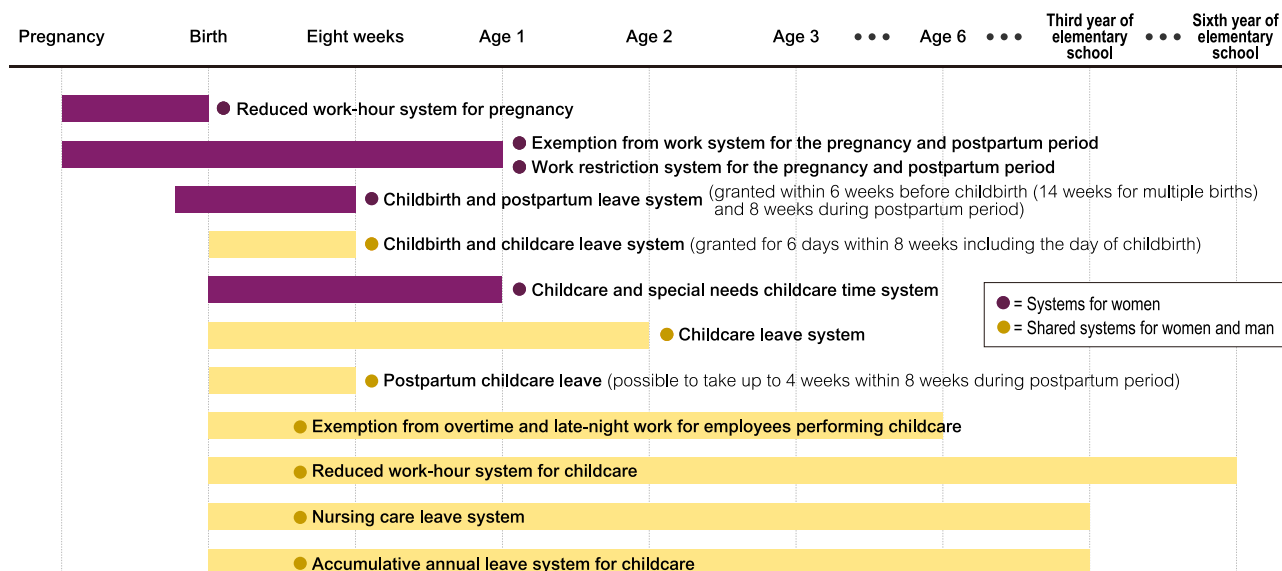 Pregnancy
Birth
Eight weeks
Age 1
Age 2
Age 3
Age 6
Third year of
elementary
school
Sixth year of
elementary
school
Reduced work-hour system for pregnancy
Exemption from work system for the pregnancy and postpartum period
Work restriction system for the pregnancy and postpartum period
Childbirth and postpartum leave system (granted within 6 weeks before childbirth (14 weeks for multiple births)
and 8 weeks during postpartum period)
Childbirth and childcare leave system (granted for 6 days within 8 weeks including the day of childbirth)
Childcare and special needs childcare time system
= Systems for women
= Shared systems for women and man
Childcare leave system
Postpartum childcare leave (possible to take up to 4 weeks within 8 weeks during postpartum period)
Exemption from overtime and late-night work for employees performing childcare
Reduced work-hour system for childcare
Nursing care leave system
Accumulative annual leave system for childcare